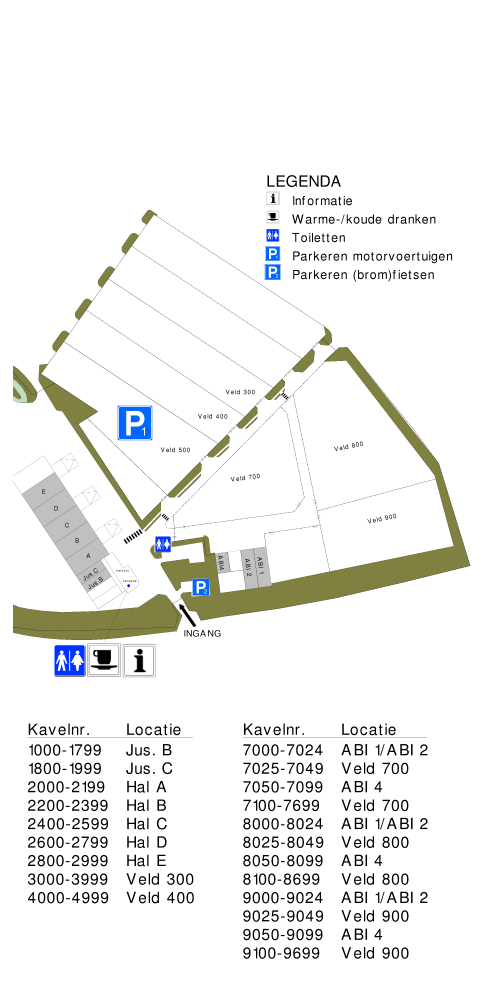 LEGENDA
i Informatie
Warme-/koude dranken
Toiletten
P Parkeren motorvoertuigen
P2 Parkeren (brom)fietsen
Veld 300
Veld 400
P1
Veld 500
Veld 800
Veld 700
Veld 900
E
D
C
B
A
Jus C
Jus B
ABI4
ABI 2
ABI 1
P2
INGANG
i
Kavelnr. Locatie
1000-1799 Jus. B
1800-1999 Jus. C
2000-2199 Hal A
2200-2399 Hal B
2400-2599 Hal C
2600-2799 Hal D
2800-2999 Hal E
3000-3999 Veld 300
4000-4999 Veld 400
Kavelnr. Locatie
7000-7024 ABI 1/ABI 2
7025-7049 Veld 700
7050-7099 ABI 4
7100-7699 Veld 700
8000-8024 ABI 1/ABI 2
8025-8049 Veld 800
8050-8099 ABI 4
8100-8699 Veld 800
9000-9024 ABI 1/ABI 2
9025-9049 Veld 900
9050-9099 ABI 4
9100-9699 Veld 900